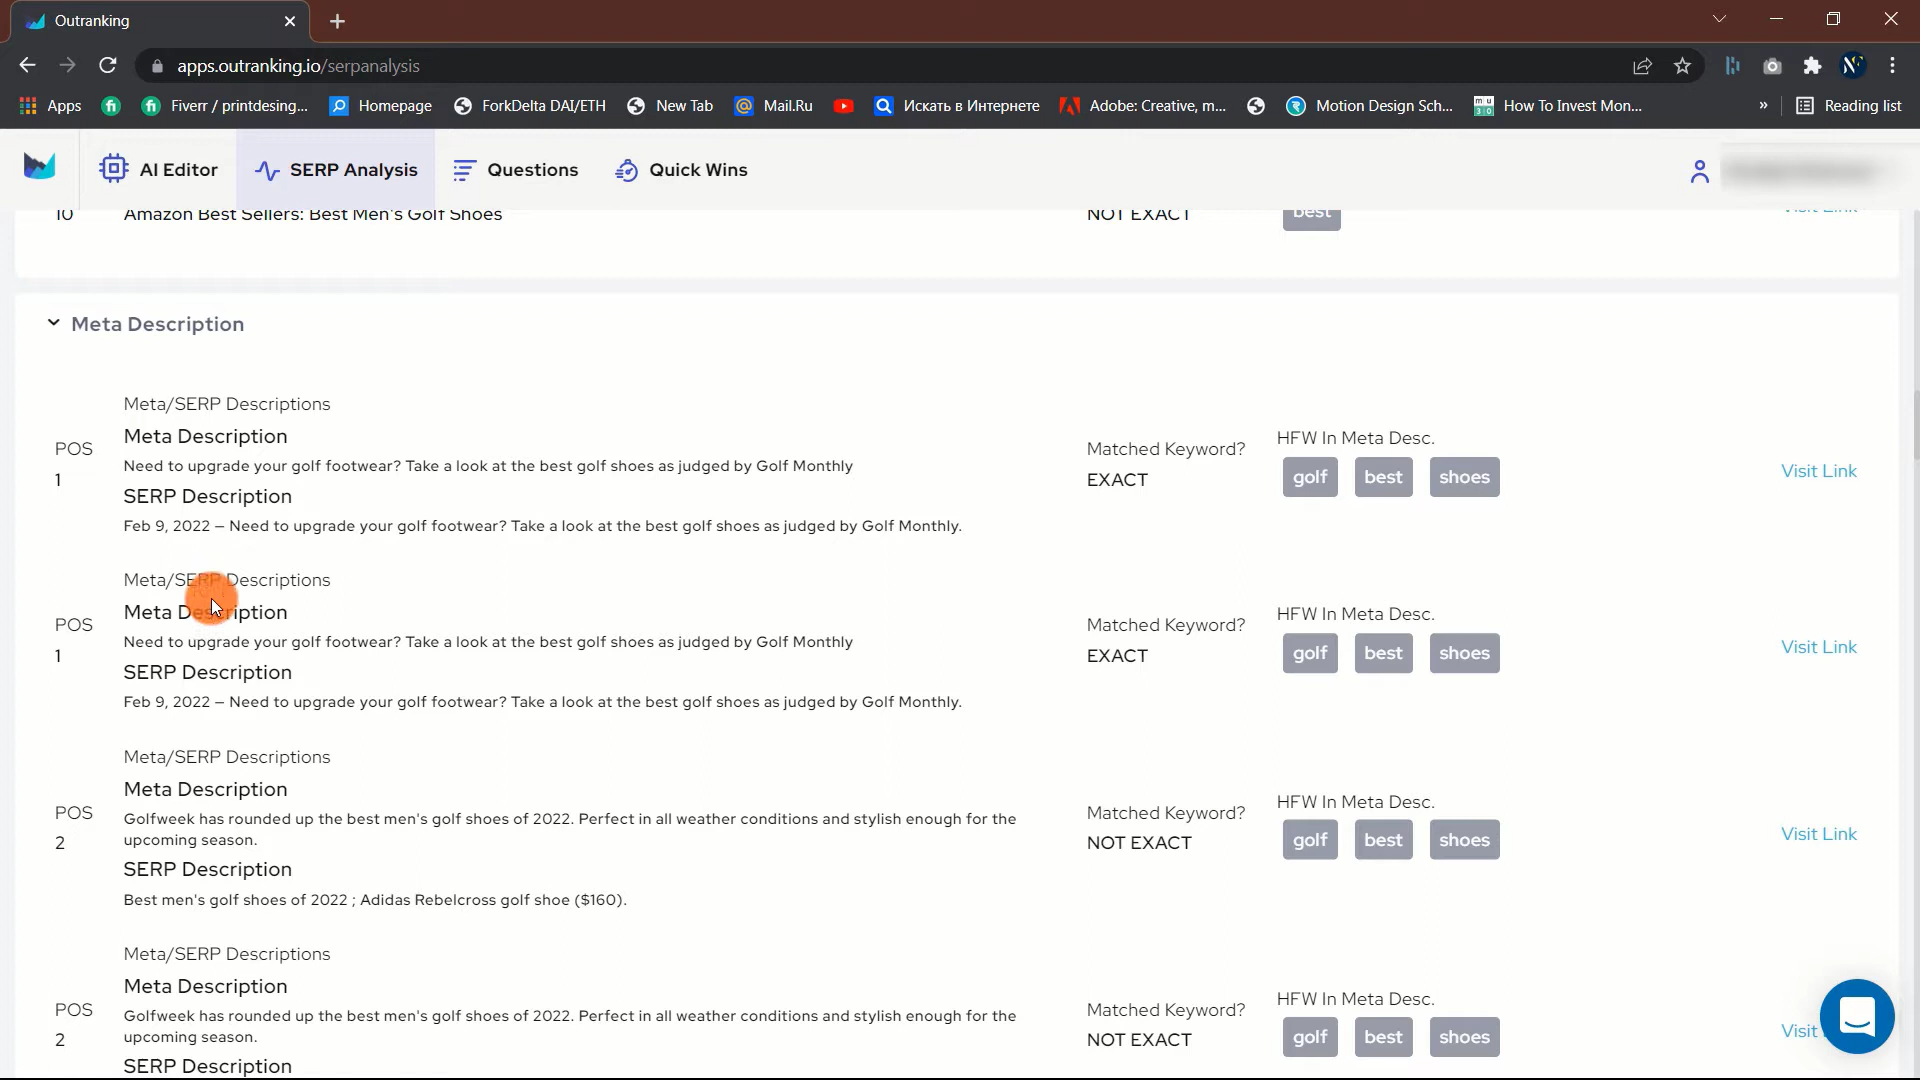 Outranking
apps.outranking.io/serpanalysis
Apps
Fiverr / printdesing...
Homepage
ForkDelta DAI/ETH
New Tab
Mail.Ru
Искать в Интернете
Adobe: Creative, m...
Motion Design Sch...
How To Invest Mon...
»
Reading list
AI Editor
SERP Analysis
Questions
Quick Wins
10 Amazon Best Sellers: Best Men's Golf Shoes NOT EXACT best Visit Link
Meta Description
Meta/SERP Descriptions
POS
1
Meta Description
Need to upgrade your golf footwear? Take a look at the best golf shoes as judged by Golf Monthly
SERP Description
Feb 9, 2022 — Need to upgrade your golf footwear? Take a look at the best golf shoes as judged by Golf Monthly.
Matched Keyword?
EXACT
HFW In Meta Desc.
golf best shoes
Visit Link
Meta/SERP Descriptions
POS
1
Meta Description
Need to upgrade your golf footwear? Take a look at the best golf shoes as judged by Golf Monthly
SERP Description
Feb 9, 2022 — Need to upgrade your golf footwear? Take a look at the best golf shoes as judged by Golf Monthly.
Matched Keyword?
EXACT
HFW In Meta Desc.
golf best shoes
Visit Link
Meta/SERP Descriptions
POS
2
Meta Description
Golfweek has rounded up the best men's golf shoes of 2022. Perfect in all weather conditions and stylish enough for the
upcoming season.
SERP Description
Best men's golf shoes of 2022 ; Adidas Rebelcross golf shoe ($160).
Matched Keyword?
NOT EXACT
HFW In Meta Desc.
golf best shoes
Visit Link
Meta/SERP Descriptions
POS
2
Meta Description
Golfweek has rounded up the best men's golf shoes of 2022. Perfect in all weather conditions and stylish enough for the
upcoming season.
SERP Description
Matched Keyword?
NOT EXACT
HFW In Meta Desc.
golf best shoes
Visit